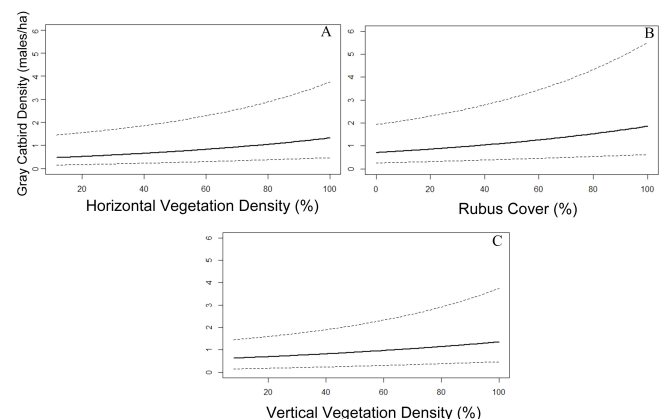 A
Gray Catbird Density (males/ha)
0 1 2 3 4 5 6
20 40 60 80 100
Horizontal Vegetation Density (%)
B
0 1 2 3 4 5 6
0 20 40 60 80 100
Rubus Cover (%)
C
0 1 2 3 4 5 6
20 40 60 80 100
Vertical Vegetation Density (%)